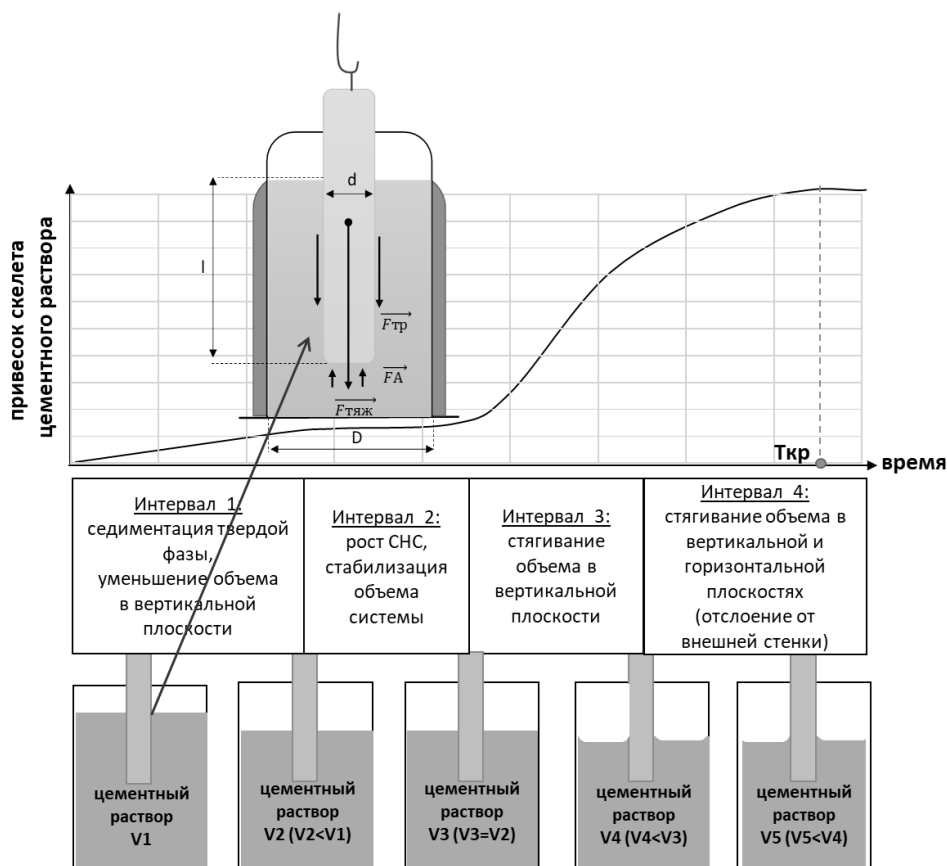 привесок скелета
цементного раствора
d
l
Fтр
FA
Fтяж
D
Ткр
время
Интервал 1:
седиментация твердой
фазы,
уменьшение объема
в вертикальной
плоскости
Интервал 2:
рост СНС,
стабилизация
объема
системы
Интервал 3:
стягивание
объема в
вертикальной
плоскости
Интервал 4:
стягивание объема в
вертикальной и
горизонтальной
плоскостях
(отслоение от
внешней стенки)
цементный
раствор
V1
цементный
раствор
V2 (V2<V1)
цементный
раствор
V3 (V3=V2)
цементный
раствор
V4 (V4<V3)
цементный
раствор
V5 (V5<V4)